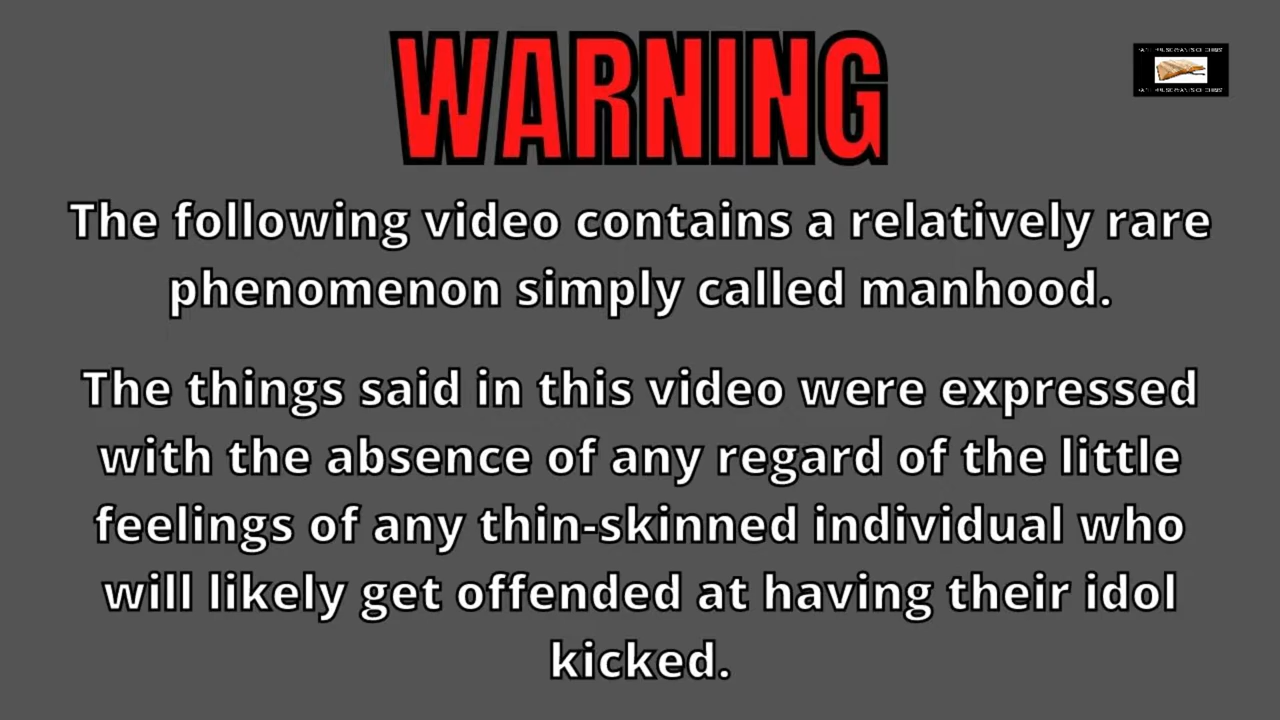 WARNING
The following video contains a relatively rare
phenomenon simply called manhood.
The things said in this video were expressed
with the absence of any regard of the little
feelings of any thin-skinned individual who
will likely get offended at having their idol
kicked.